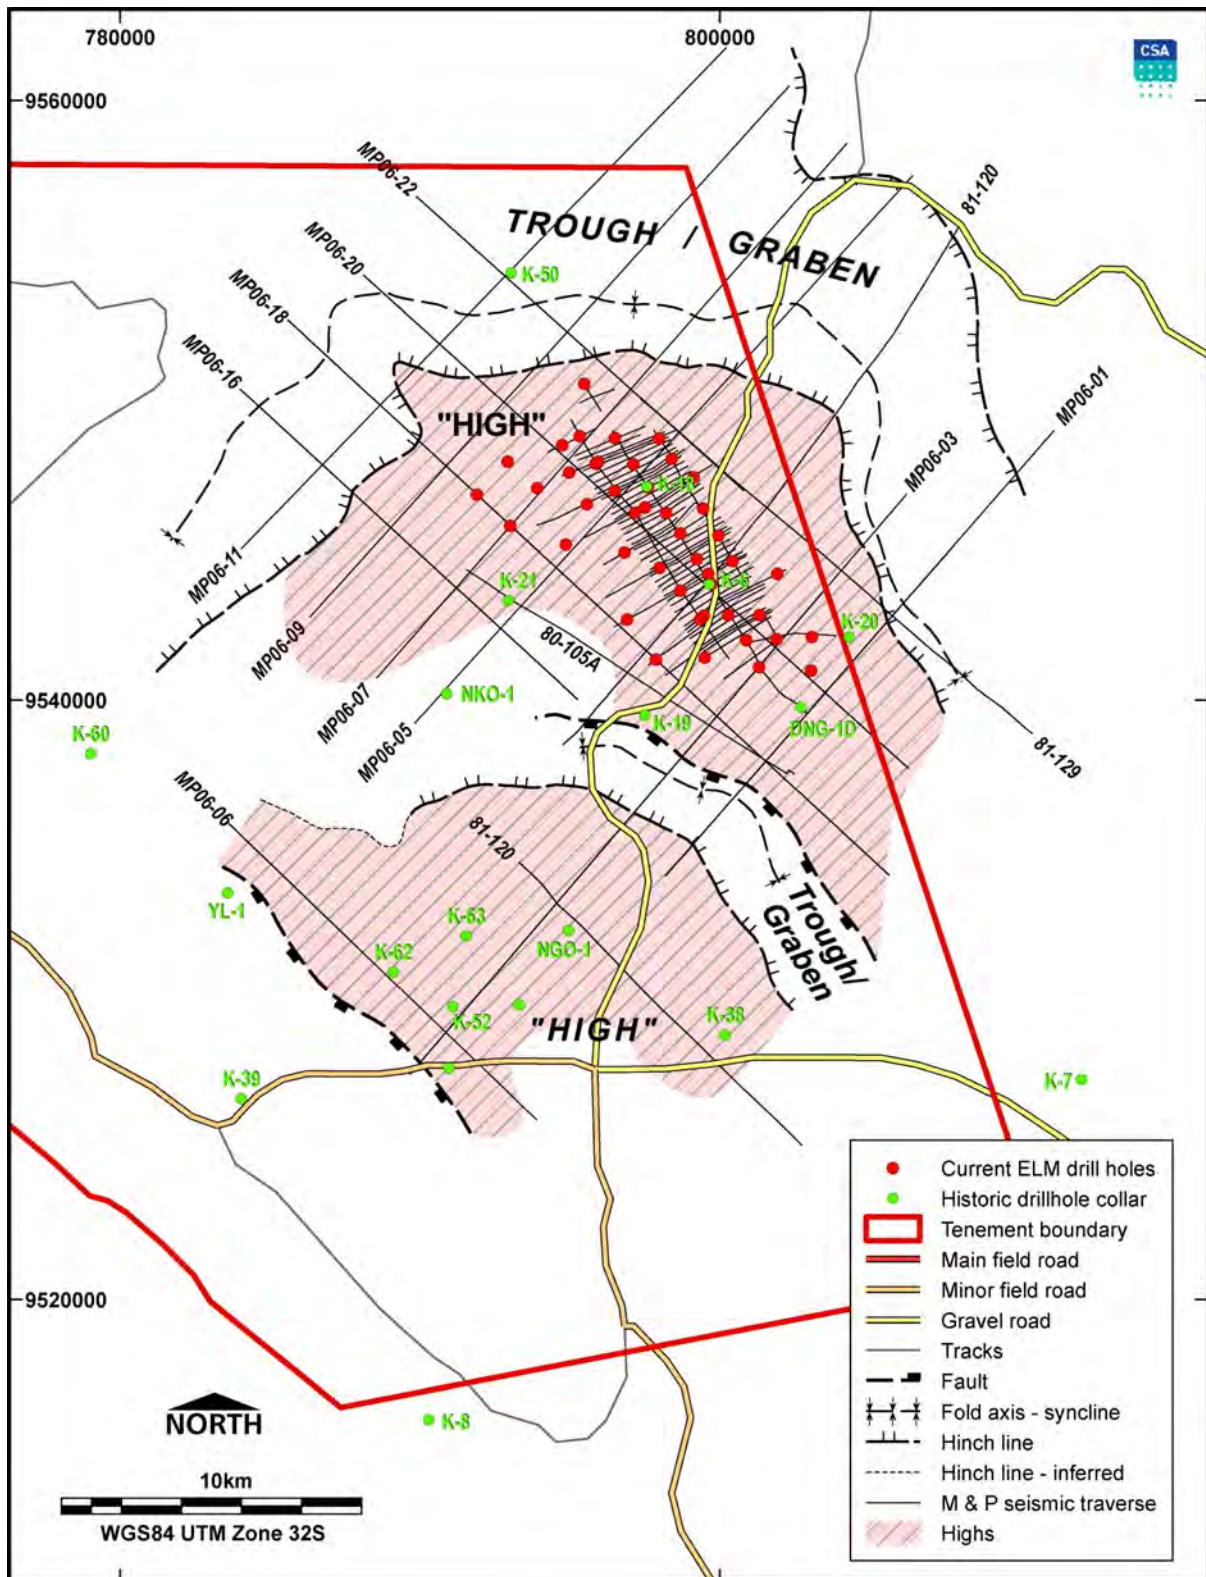 780000
800000
CSA
9560000
MP06-22
81-120
TROUGH / GRABEN
MP06-20
K-50
MP06-18
MP06-16
MP06-01
"HIGH"
MP06-03
K-12
MP06-11
K-21
K-6
K-20
MP06-09
80-105A
MP06-07
NKO-1
9540000
K-19
DNG-1D
K-60
MP06-05
81-129
MP06-06
81-120
YL-1
K-63
NGO-1
Trough/
Graben
K-62
K-52
"HIGH"
K-38
K-39
K-7
Current ELM drill holes
Historic drillhole collar
Tenement boundary
Main field road
Minor field road
Gravel road
Tracks
Fault
Fold axis - syncline
Hinch line
Hinch line - inferred
M & P seismic traverse
Highs
9520000
K-8
NORTH
10km
WGS84 UTM Zone 32S